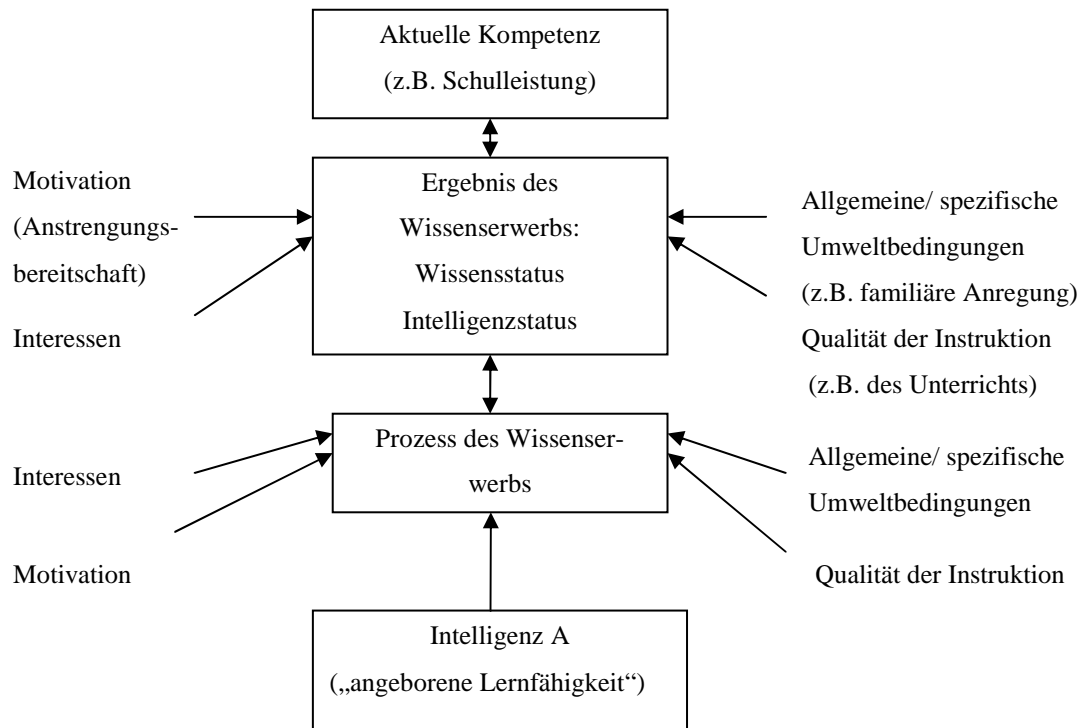 Aktuelle Kompetenz
(z.B. Schulleistung)
Motivation
(Anstrengungs-
bereitschaft)
Interessen
Ergebnis des
Wissenserwerbs:
Wissensstatus
Intelligenzstatus
Allgemeine/ spezifische
Umweltbedingungen
(z.B. familiäre Anregung)
Qualität der Instruktion
(z.B. des Unterrichts)
Interessen
Motivation
Prozess des Wissenser-
werbs
Allgemeine/ spezifische
Umweltbedingungen
Qualität der Instruktion
Intelligenz A
(„angeborene Lernfähigkeit“)